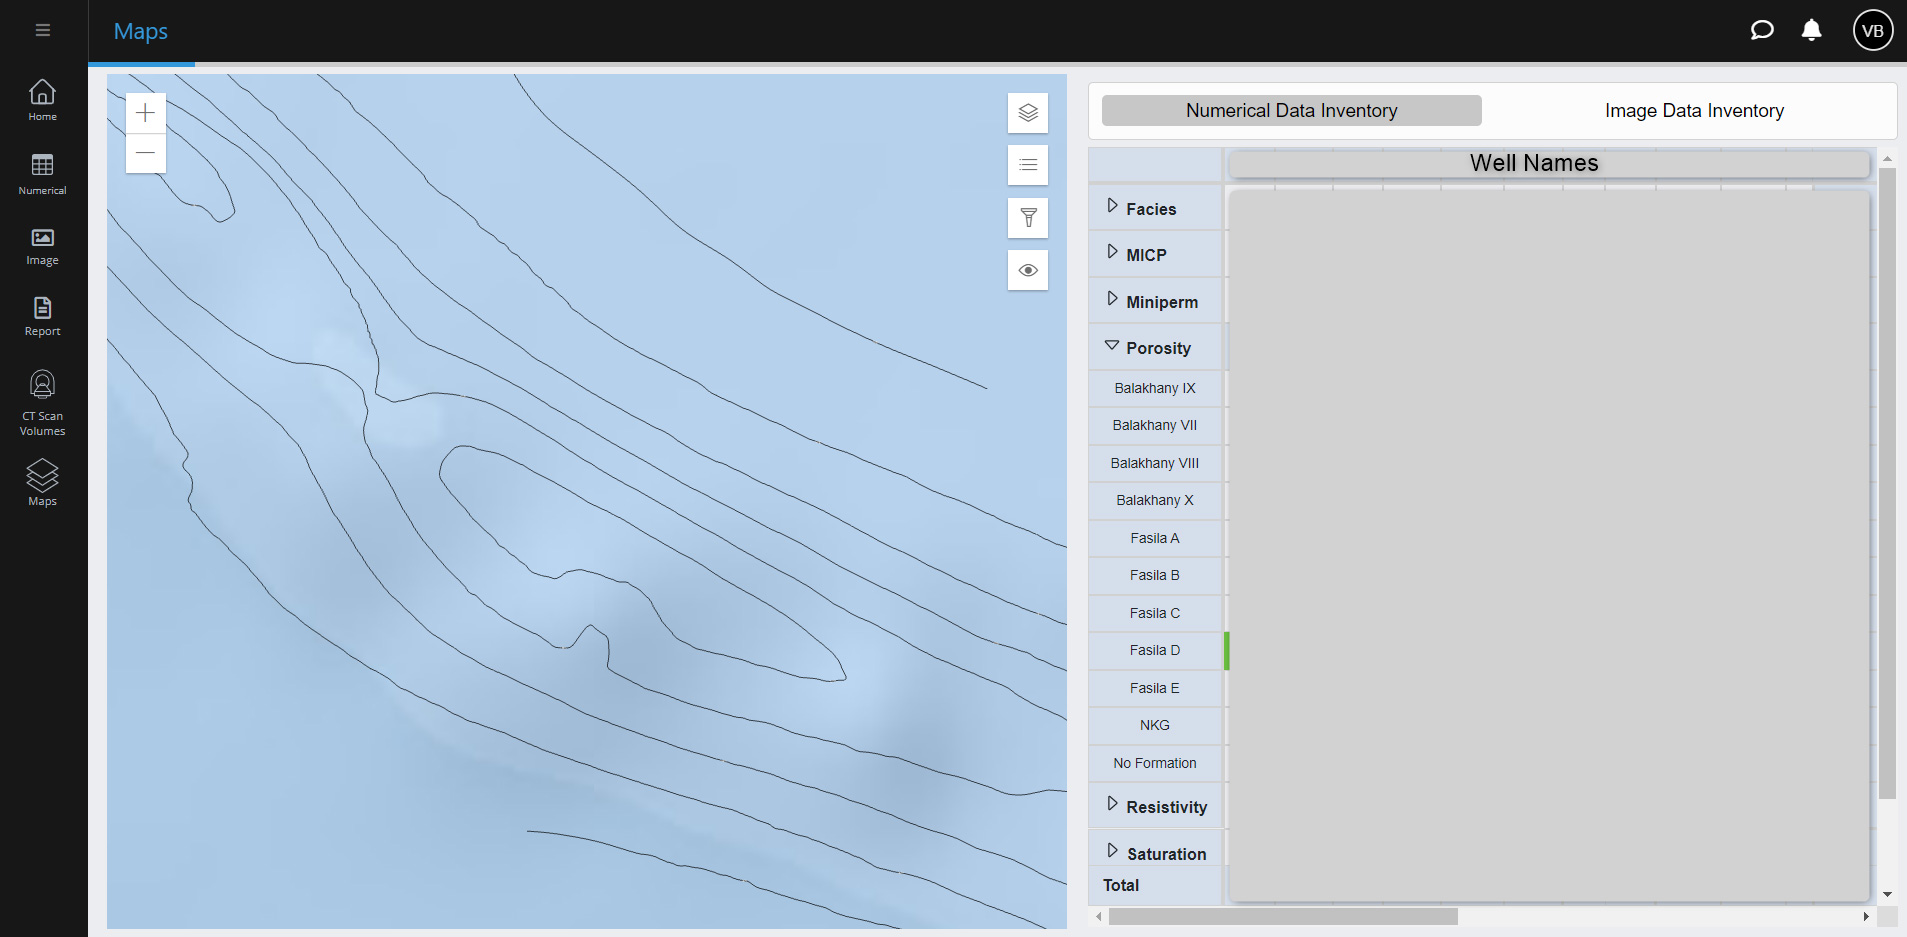 Maps
VB
Home
Numerical
Image
Report
CT Scan
Volumes
Maps
Numerical Data Inventory
Image Data Inventory
Well Names
Facies
MICP
Miniperm
Porosity
Balakhany IX
Balakhany VII
Balakhany VIII
Balakhany X
Fasila A
Fasila B
Fasila C
Fasila D
Fasila E
NKG
No Formation
Resistivity
Saturation
Total